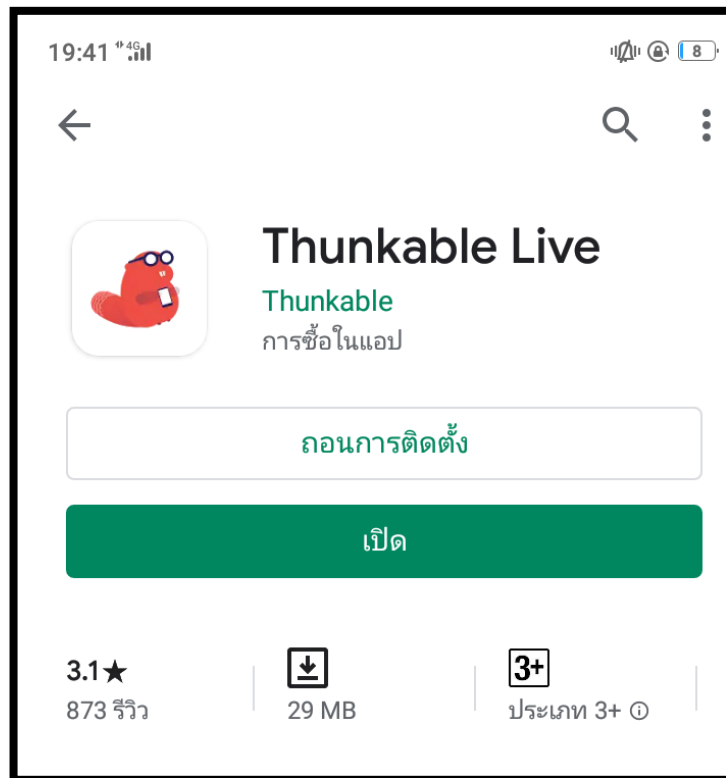 19:41 4G 8
Thunkable Live
Thunkable
การซื้อในแอป
ถอนการติดตั้ง
เปิด
3.1★ 3+
873 รีวิว 29 MB ประเภท 3+